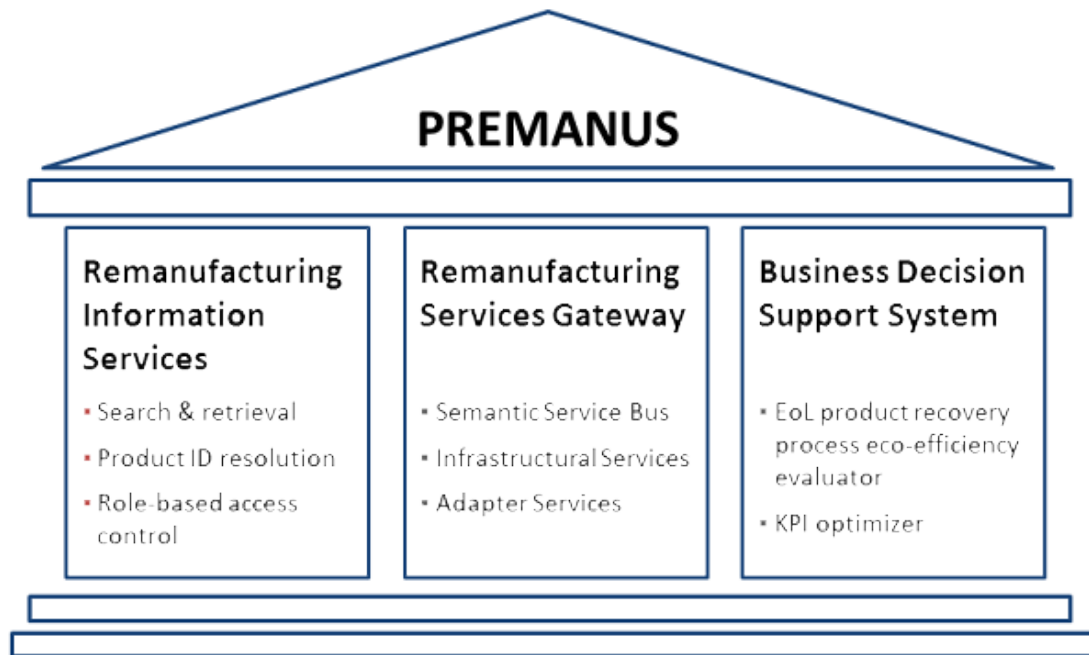 PREMANUS
Remanufacturing
Information
Services
▪ Search & retrieval
▪ Product ID resolution
▪ Role-based access
control
Remanufacturing
Services Gateway
▪ Semantic Service Bus
▪ Infrastructural Services
▪ Adapter Services
Business Decision
Support System
▪ EoL product recovery
process eco-efficiency
evaluator
▪ KPI optimizer